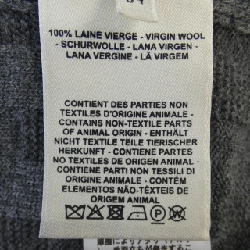 100% LAINE VIERGE - VIRGIN WOOL
- SCHURWOLLE - LANA VIRGEN -
LANA VERGINE - LÃ VIRGEM
CONTIENT DES PARTIES NON
TEXTILES D'ORIGINE ANIMALE -
CONTAINS NON-TEXTILE PARTS
OF ANIMAL ORIGIN - ENTHÄLT
NICHT TEXTILE TEILE TIERISCHER
HERKUNFT - CONTIENE PARTES
NO TEXTILES DE ORIGEN ANIMAL -
CONTIENE PARTI NON TESSILI DI
ORIGINE ANIMALE - CONTÉM
ELEMENTOS NÃO-TÊXTEIS DE
ORIGEM ANIMAL